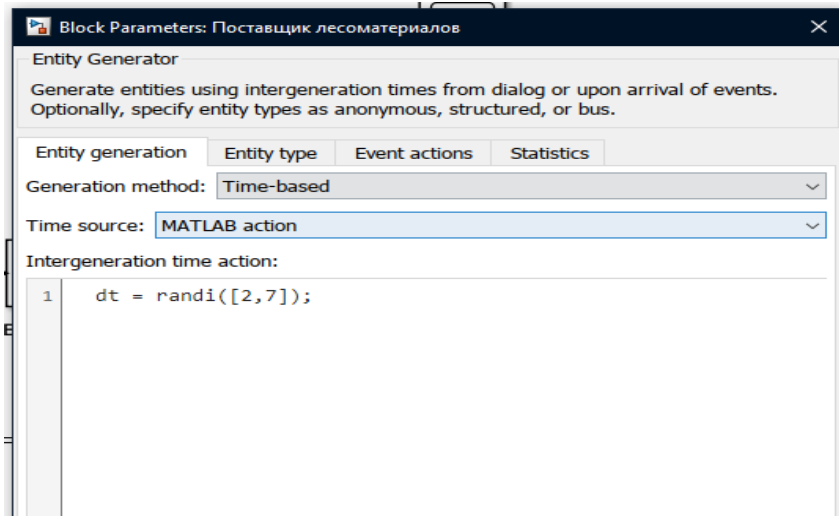 Block Parameters: Поставщик лесоматериалов
Entity Generator
Generate entities using intergeneration times from dialog or upon arrival of events.
Optionally, specify entity types as anonymous, structured, or bus.
Entity generation Entity type Event actions Statistics
Generation method: Time-based
Time source: MATLAB action
Intergeneration time action:
1 dt = randi([2,7]);